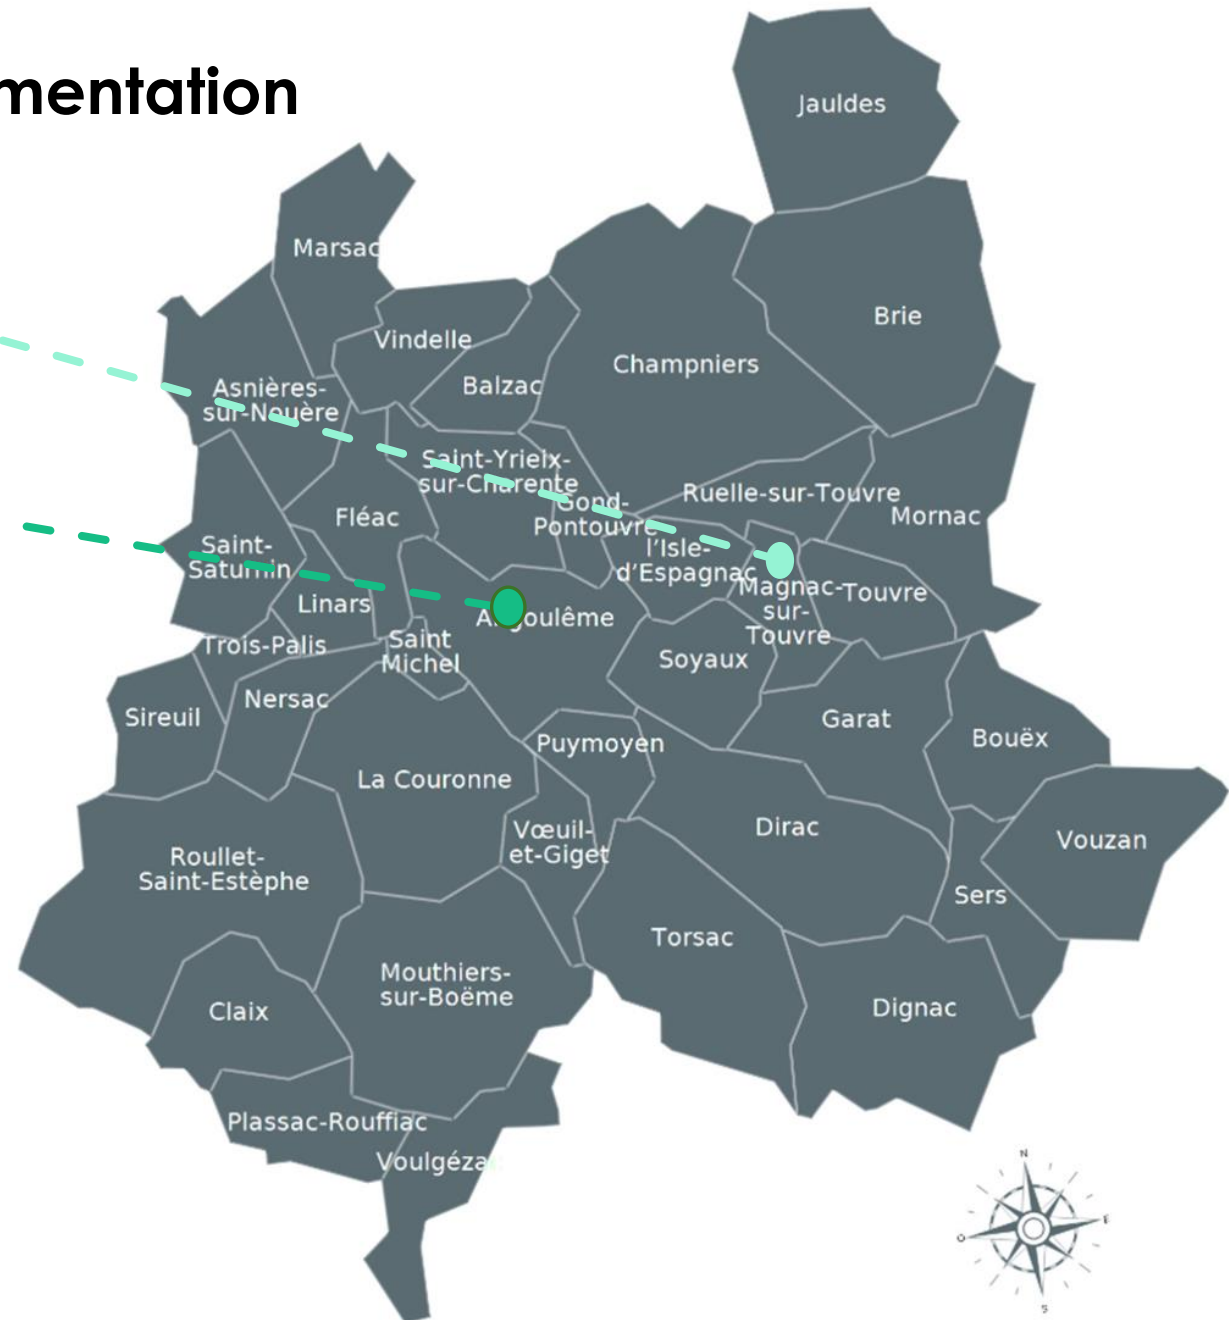 mentation
Jauldes
Marsac
Brie
Vindelle
Champniers
Balzac
Asnières-
sur-Nouère
Saint-Yrieix-
sur-Charente
Ruelle-sur-Touvre
Gond-
Pontouvre
Mornac
Fléac
Saint-
Saturnin
l'Isle-
d'Espagnac
Magnac-
sur-
Touvre
Touvre
Linars
Angoulême
Trois-Palis
Saint
Michel
Soyaux
Nersac
Sireuil
Garat
Bouëx
Puymoyen
La Couronne
Dirac
Vœuil-
et-Giget
Vouzan
Roullet-
Saint-Estèphe
Sers
Torsac
Mouthiers-
sur-Boëme
Claix
Dignac
Plassac-Rouffiac
Voulgéza
N
E
O
S